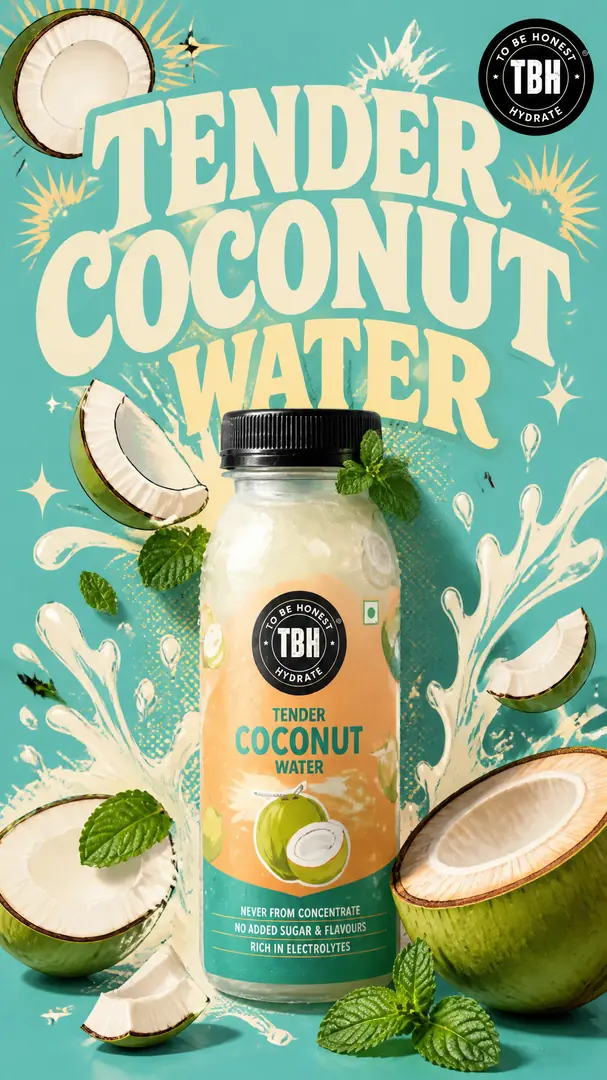 TO BE HONEST
TBH
HYDRATE
®
TENDER
COCONUT
WATER
TO BE HONEST
®
TBH
HYDRATE
TENDER
COCONUT
WATER
NEVER FROM CONCENTRATE
NO ADDED SUGAR & FLAVOURS
RICH IN ELECTROLYTES